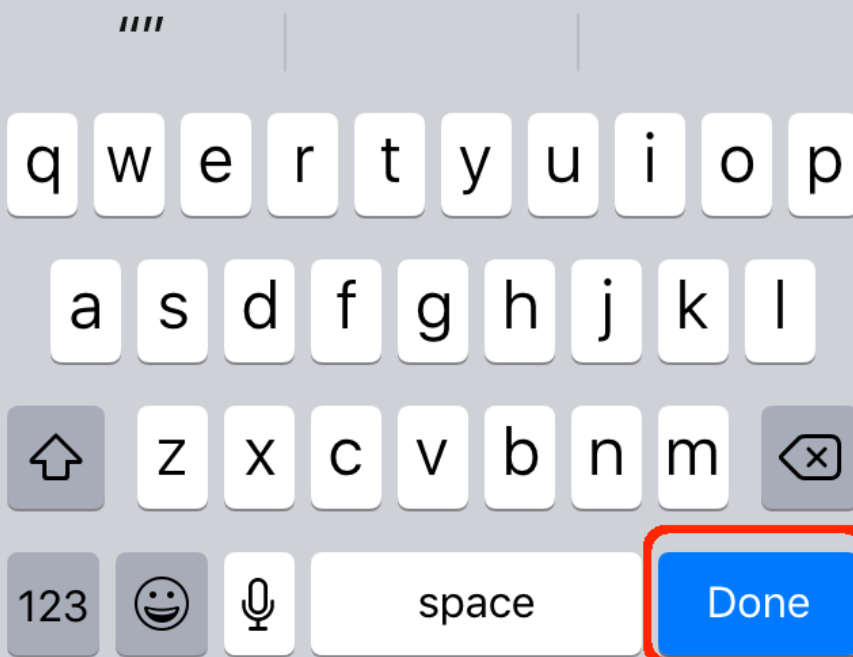 ""
q w e r t y u i o p
a s d f g h j k l
z x c v b n m
123 space Done